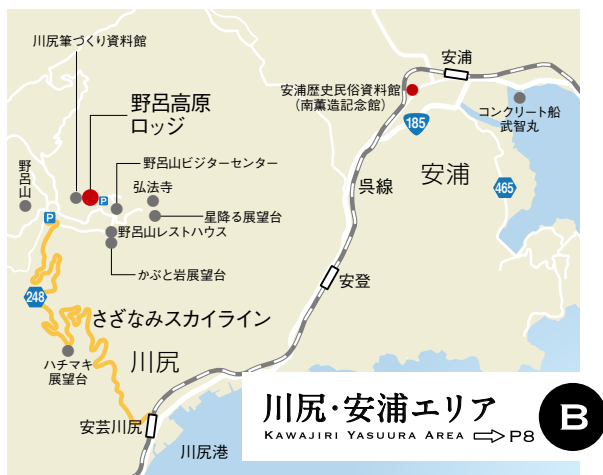 川尻筆づくり資料館
野呂高原
ロッジ
野呂山
P
P
野呂山ビジターセンター
弘法寺
星降る展望台
野呂山レストハウス
かぶと岩展望台
248
さざなみスカイライン
ハチマキ
展望台
川尻
安芸川尻
川尻港
安浦
安浦歴史民俗資料館
(南薫造記念館)
185
コンクリート船
武智丸
安浦
465
呉線
安登
川尻・安浦エリア
KAWAJIRI YASUURA AREA ⇨ P8
B